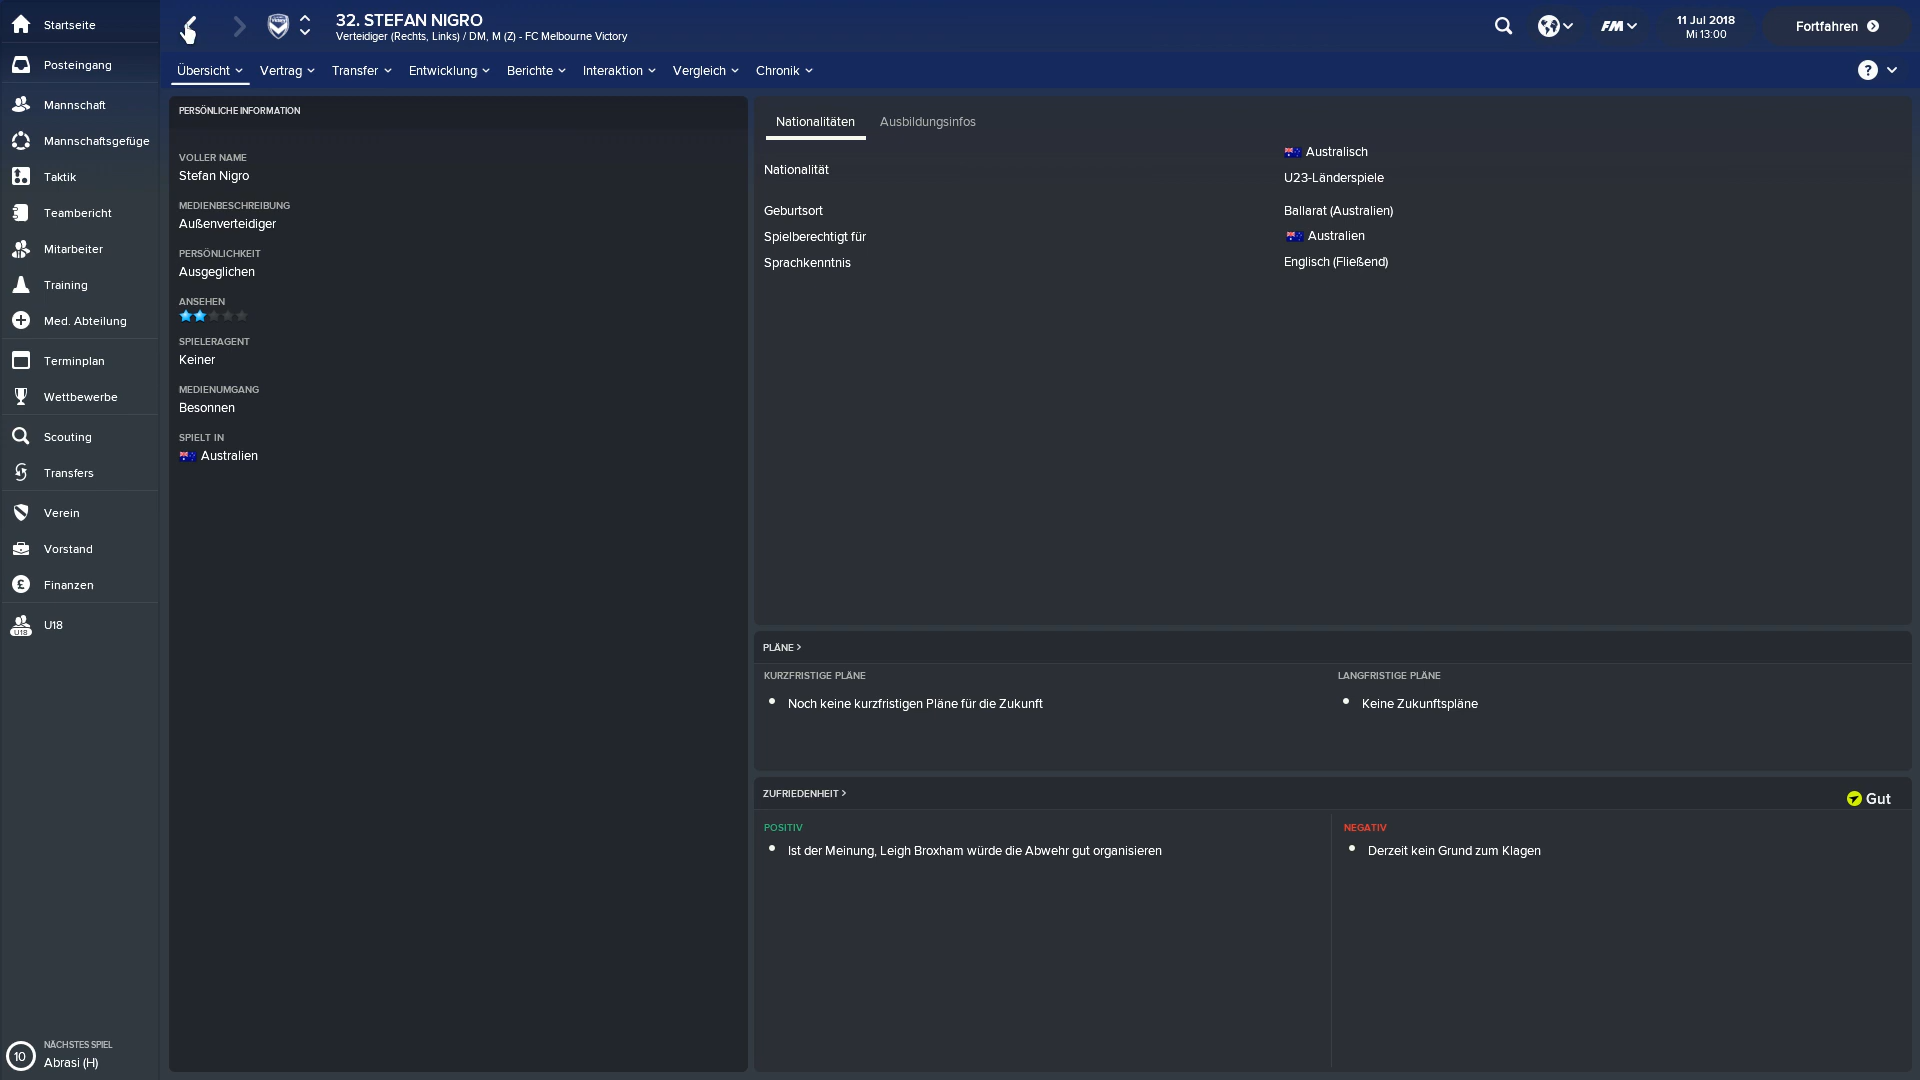 Startseite
Posteingang
Mannschaft
Mannschaftsgefüge
Taktik
Teambericht
Mitarbeiter
Training
Med. Abteilung
Terminplan
Wettbewerbe
Scouting
Transfers
Verein
Vorstand
Finanzen
U18
U18
NÄCHSTES SPIEL
10
Abrasi (H)
32. STEFAN NIGRO
Verteidiger (Rechts, Links) / DM, M (Z) - FC Melbourne Victory
FM
11 Jul 2018
Mi 13:00
Fortfahren
Übersicht
Vertrag
Transfer
Entwicklung
Berichte
Interaktion
Vergleich
Chronik
?
PERSÖNLICHE INFORMATION
VOLLER NAME
Stefan Nigro
MEDIENBESCHREIBUNG
Außenverteidiger
PERSÖNLICHKEIT
Ausgeglichen
ANSEHEN
SPIELERAGENT
Keiner
MEDIENUMGANG
Besonnen
SPIELT IN
Australien
Nationalitäten
Ausbildungsinfos
Nationalität
Australisch
U23-Länderspiele
Geburtsort
Ballarat (Australien)
Spielberechtigt für
Australien
Sprachkenntnis
Englisch (Fließend)
PLÄNE >
KURZFRISTIGE PLÄNE
• Noch keine kurzfristigen Pläne für die Zukunft
LANGFRISTIGE PLÄNE
• Keine Zukunftspläne
ZUFRIEDENHEIT >
Gut
POSITIV
• Ist der Meinung, Leigh Broxham würde die Abwehr gut organisieren
NEGATIV
• Derzeit kein Grund zum Klagen